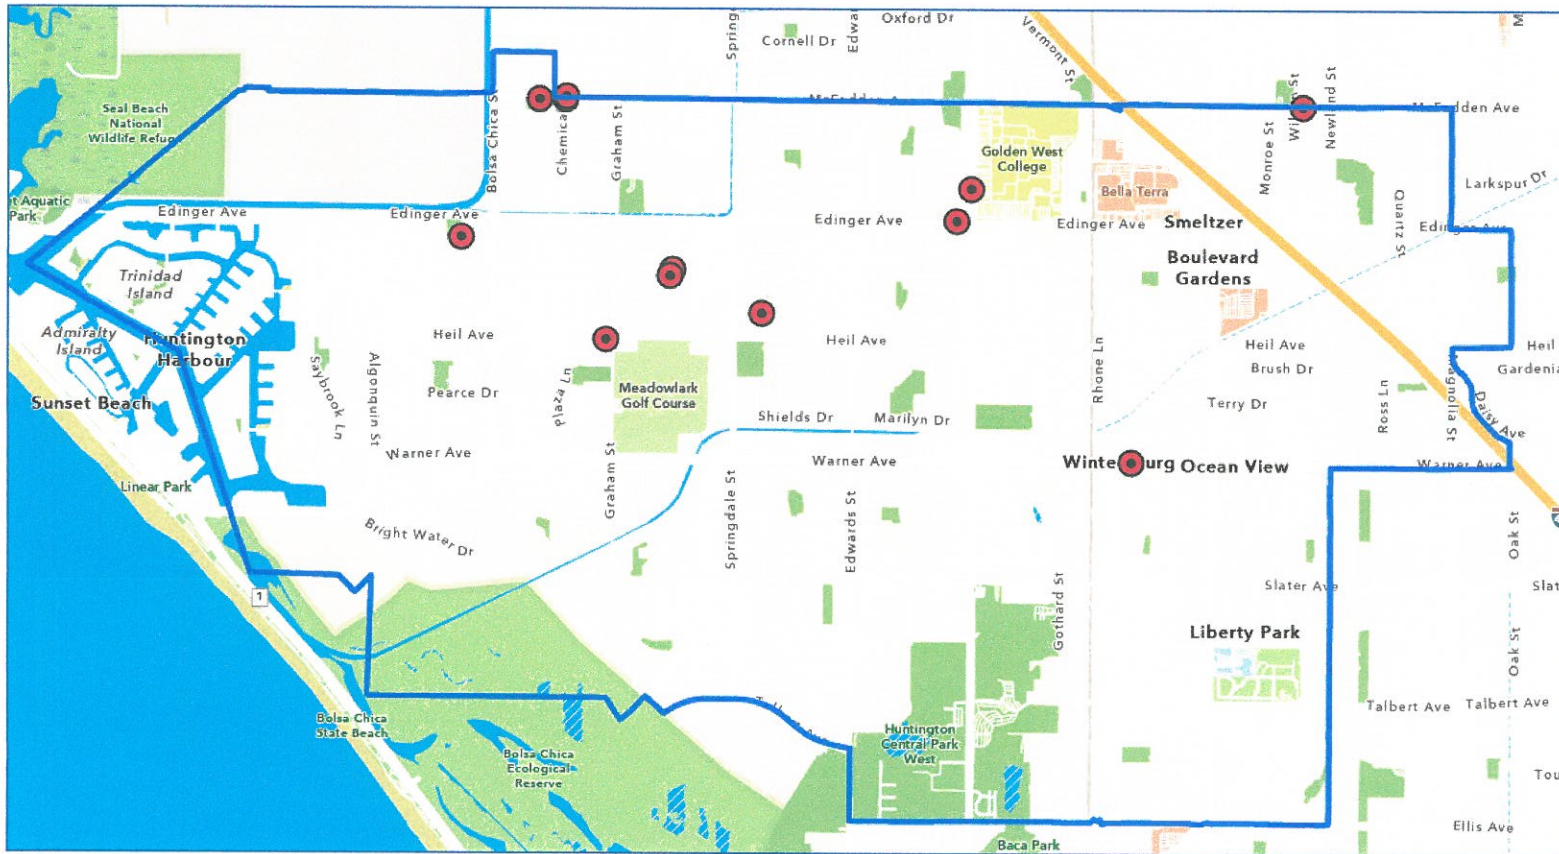 Oxford Dr
Cornell Dr
Vermont St
Seal Beach
National
Wildlife Refug
Bolsa Chica St
Chemica
Graham St
McFadden Ave
Monroe St
Newland St
Golden West
College
Bella Terra
Larkspur Dr
Quartz St
Aquatic
Park
Edinger Ave
Edinger Ave
Edinger Ave
Edinger Ave
Edinger Ave
Smeltzer
Boulevard
Gardens
Trinidad
Island
Admiralty
Island
Huntington
Harbour
Sunset Beach
Heil Ave
Heil Ave
Heil Ave
Heil
Gardenia
Saybrook Ln
Algonquin St
Pearce Dr
Plaza Ln
Meadowlark
Golf Course
Shields Dr
Marilyn Dr
Rhone Ln
Brush Dr
Terry Dr
Ross Ln
Magnolia St
Daisy Ave
Warner Ave
Warner Ave
Warner Ave
Linear Park
Graham St
Springdale St
Edwards St
Ocean View
Bright Water Dr
Oak St
1
Slater Ave
Slat
Gothard St
Liberty Park
Oak St
Talbert Ave
Talbert Ave
Bolsa Chica
State Beach
Bolsa Chica
Ecological
Reserve
Huntington
Central Park
West
Tou
Ellis Ave
Baca Park